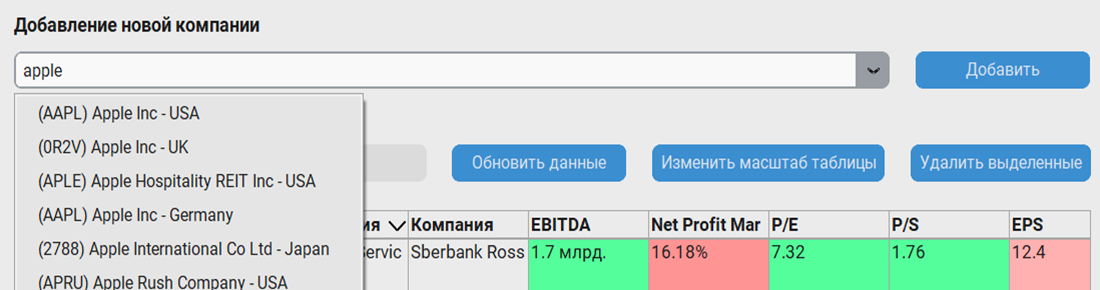 Добавление новой компании
apple
Добавить
(AAPL) Apple Inc - USA
(0R2V) Apple Inc - UK
(APLE) Apple Hospitality REIT Inc - USA
(AAPL) Apple Inc - Germany
(2788) Apple International Co Ltd - Japan
(APRU) Apple Rush Company - USA
Обновить данные Изменить масштаб таблицы Удалить выделенные
ия Компания EBITDA Net Profit Mar P/E P/S EPS
Servic Sberbank Ross 1.7 млрд. 16.18% 7.32 1.76 12.4